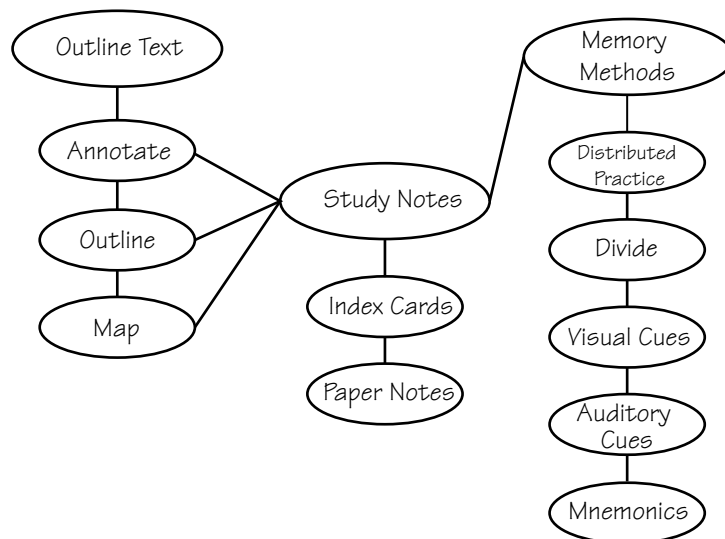 Outline Text
Annotate
Outline
Map
Study Notes
Index Cards
Paper Notes
Memory
Methods
Distributed
Practice
Divide
Visual Cues
Auditory
Cues
Mnemonics